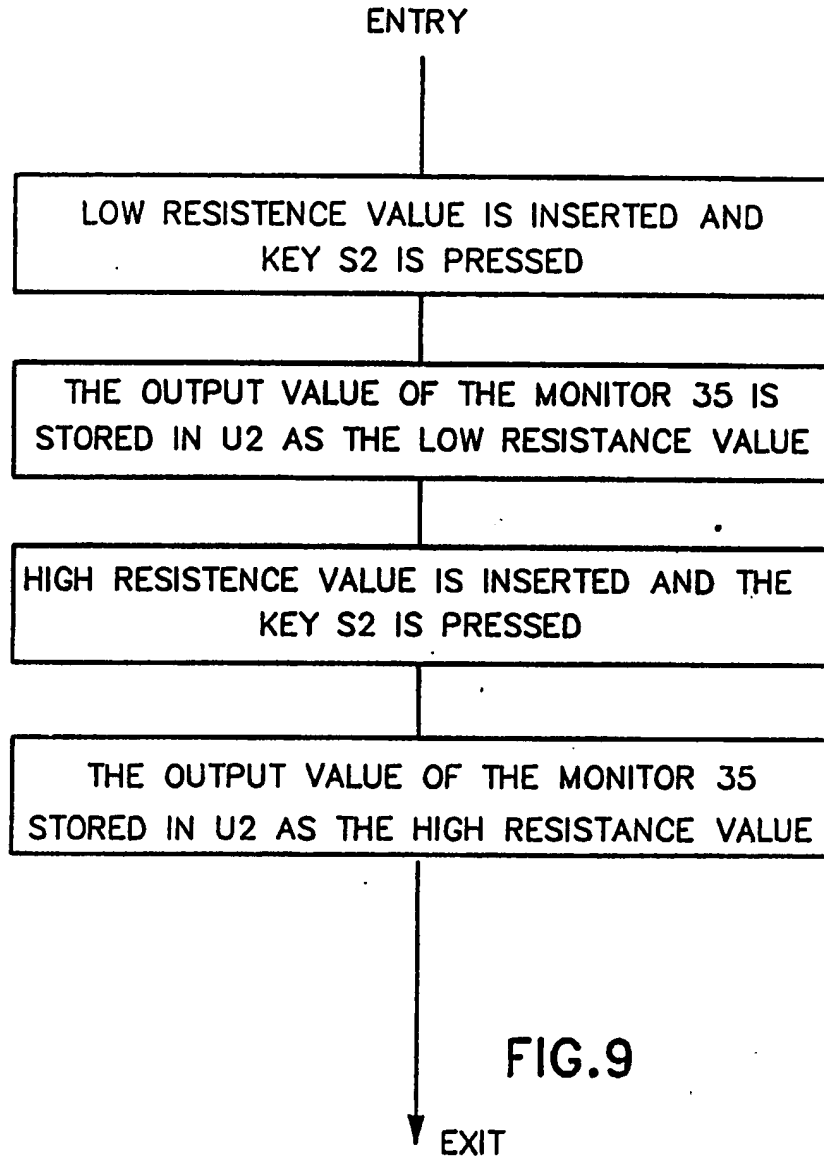 ENTRY
LOW RESISTENCE VALUE IS INSERTED AND
KEY S2 IS PRESSED
THE OUTPUT VALUE OF THE MONITOR 35 IS
STORED IN U2 AS THE LOW RESISTANCE VALUE
HIGH RESISTENCE VALUE IS INSERTED AND THE
KEY S2 IS PRESSED
THE OUTPUT VALUE OF THE MONITOR 35
STORED IN U2 AS THE HIGH RESISTANCE VALUE
FIG.9
EXIT